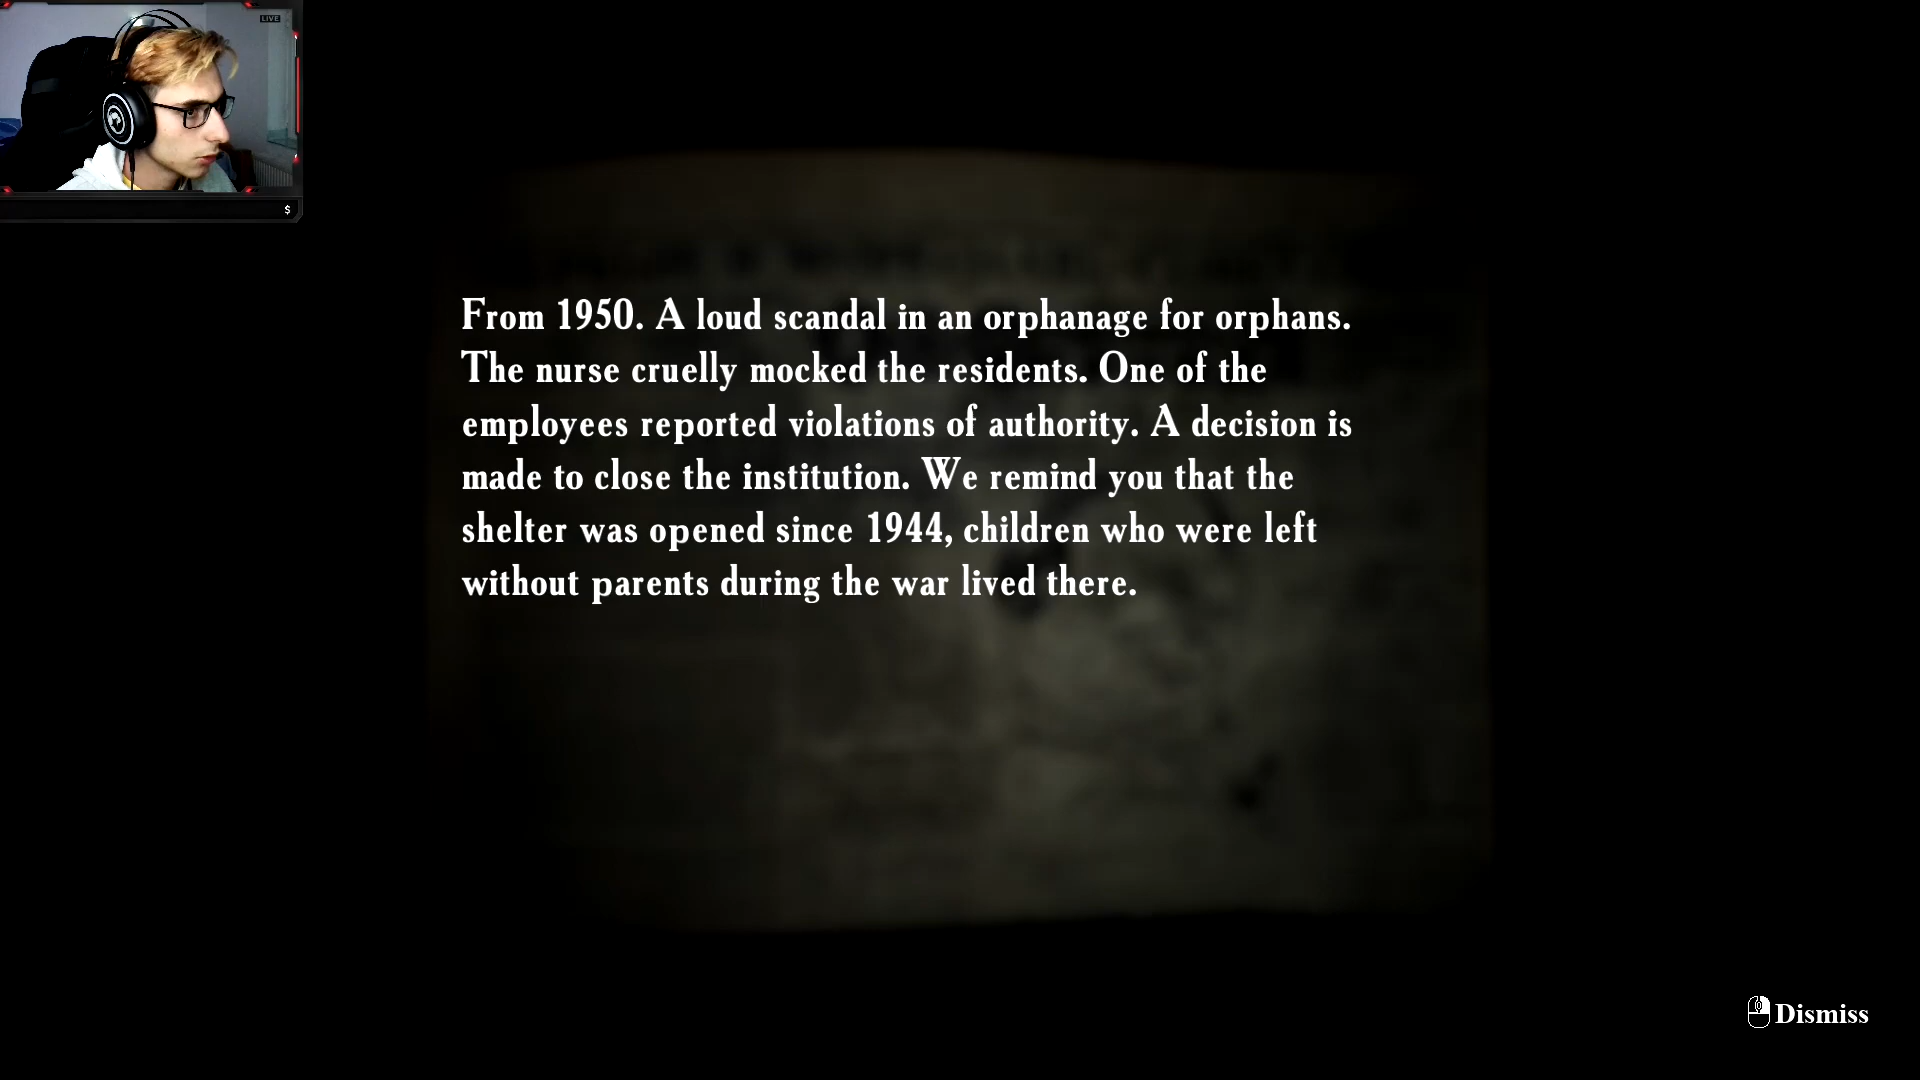 LIVE
$
From 1950. A loud scandal in an orphanage for orphans.
The nurse cruelly mocked the residents. One of the
employees reported violations of authority. A decision is
made to close the institution. We remind you that the
shelter was opened since 1944, children who were left
without parents during the war lived there.
Dismiss